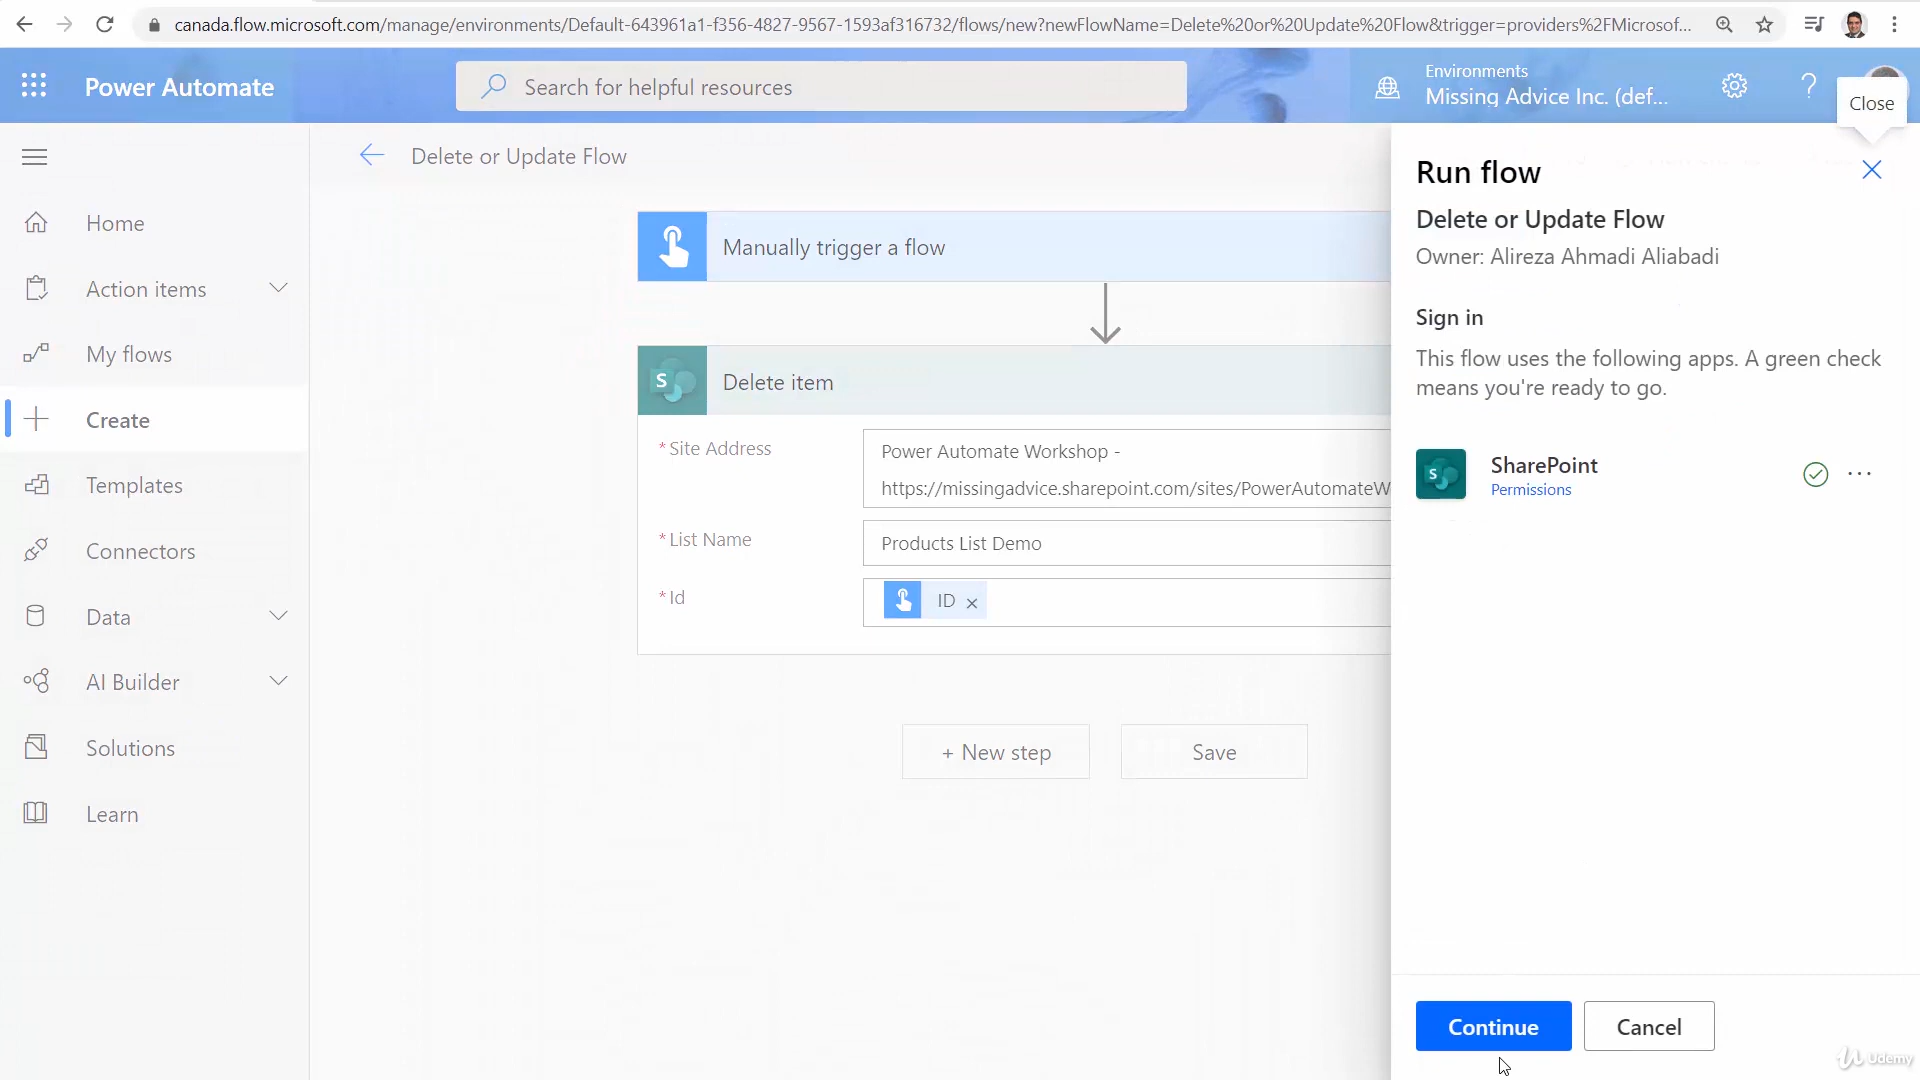 canada.flow.microsoft.com/manage/environments/Default-643961a1-f356-4827-9567-1593af316732/flows/new?newFlowName=Delete%20or%20Update%20Flow&trigger=providers%2FMicrosof...
Power Automate
Search for helpful resources
Environments
Missing Advice Inc. (def...
?
Close
Home
Action items
My flows
Create
Templates
Connectors
Data
AI Builder
Solutions
Learn
Delete or Update Flow
Manually trigger a flow
S
Delete item
* Site Address
Power Automate Workshop -
https://missingadvice.sharepoint.com/sites/PowerAutomateW
* List Name
Products List Demo
* Id
ID ×
+ New step
Save
Run flow
Delete or Update Flow
Owner: Alireza Ahmadi Aliabadi
Sign in
This flow uses the following apps. A green check
means you're ready to go.
S
SharePoint
Permissions
...
Continue
Cancel
Udemy